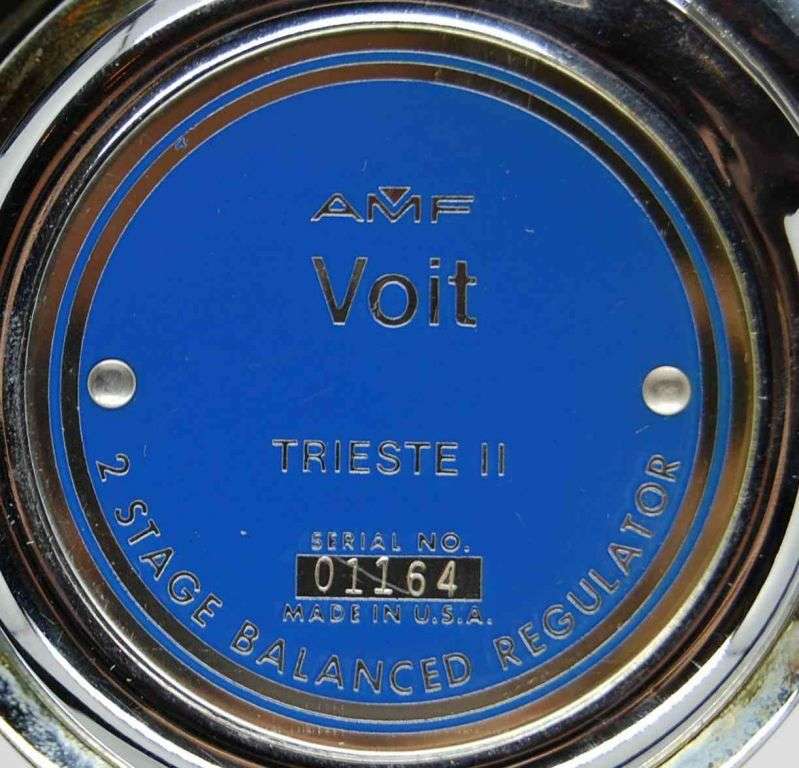 AMF
Voit
TRIESTE II
SERIAL NO.
01164
MADE IN U.S.A.
2 STAGE BALANCED REGULATOR